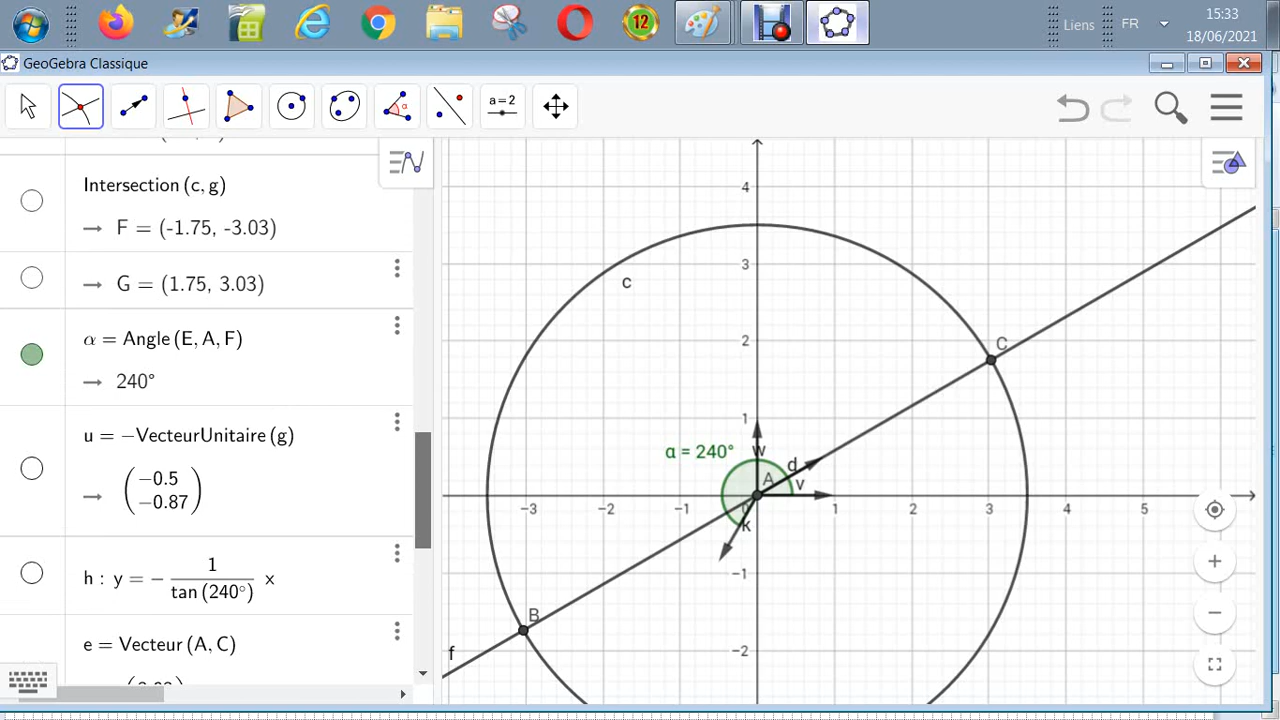 12
Liens
FR
15:33
18/06/2021
GeoGebra Classique
a=2
α
Intersection (c, g)
→ F = (-1.75, -3.03)
→ G = (1.75, 3.03)
α = Angle (E, A, F)
→ 240°
u = −VecteurUnitaire (g)
→ (−0.5
−0.87)
h : y = − 1 / tan (240°) x
e = Vecteur (A, C)
4
3
c
2
C
1
α = 240°
w
d
A
v
−3 −2 −1 0 1 2 3 4 5
k
−1
B
f
−2